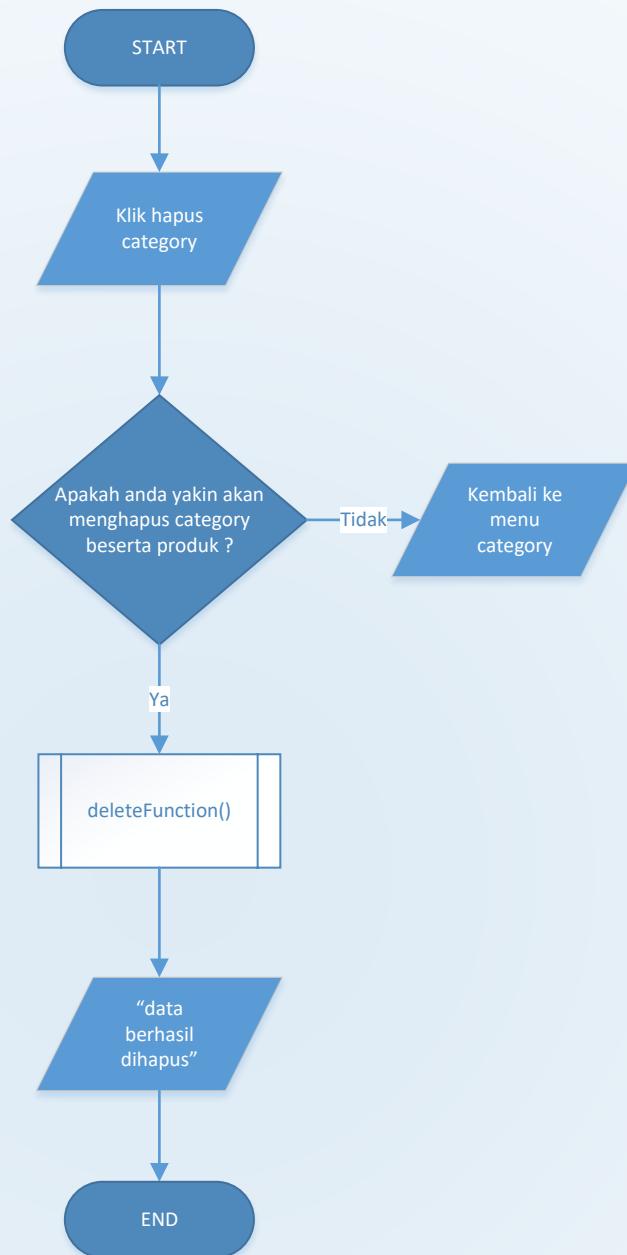 START
Klik hapus
category
Apakah anda yakin akan
menghapus category
beserta produk ?
Tidak
Kembali ke
menu
category
Ya
deleteFunction()
“data
berhasil
dihapus”
END